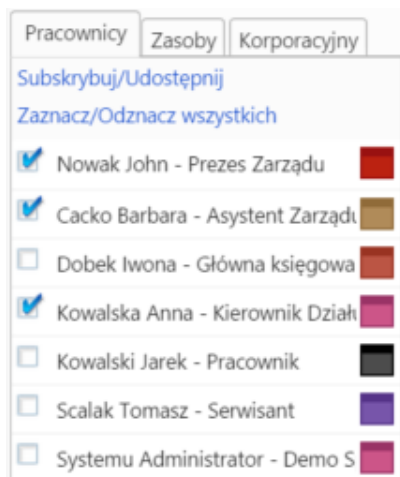 Pracownicy Zasoby Korporacyjny
Subskrybuj/Udostępnij
Zaznacz/Odznacz wszystkich
Nowak John - Prezes Zarządu
Cacko Barbara - Asystent Zarządu
Dobek Iwona - Główna księgowa
Kowalska Anna - Kierownik Działu
Kowalski Jarek - Pracownik
Scalak Tomasz - Serwisant
Systemu Administrator - Demo S